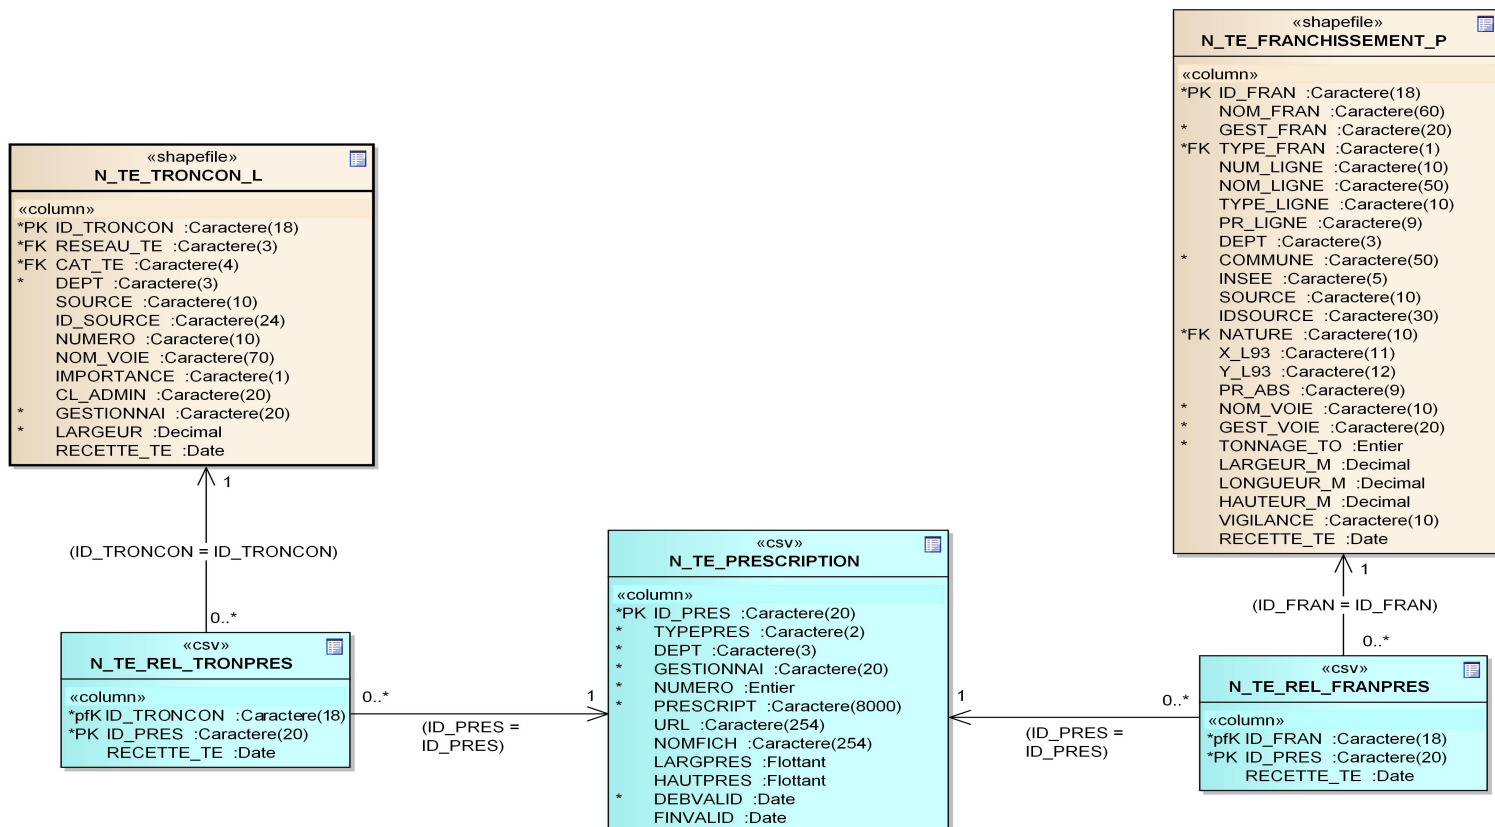 «shapefile»
N_TE_FRANCHISSEMENT_P
«column»
*PK ID_FRAN :Caractere(18)
NOM_FRAN :Caractere(60)
* GEST_FRAN :Caractere(20)
*FK TYPE_FRAN :Caractere(1)
NUM_LIGNE :Caractere(10)
NOM_LIGNE :Caractere(50)
TYPE_LIGNE :Caractere(10)
PR_LIGNE :Caractere(9)
DEPT :Caractere(3)
* COMMUNE :Caractere(50)
INSEE :Caractere(5)
SOURCE :Caractere(10)
IDSOURCE :Caractere(30)
*FK NATURE :Caractere(10)
X_L93 :Caractere(11)
Y_L93 :Caractere(12)
PR_ABS :Caractere(9)
* NOM_VOIE :Caractere(10)
* GEST_VOIE :Caractere(20)
* TONNAGE_TO :Entier
LARGEUR_M :Decimal
LONGUEUR_M :Decimal
HAUTEUR_M :Decimal
VIGILANCE :Caractere(10)
RECETTE_TE :Date
«shapefile»
N_TE_TRONCON_L
«column»
*PK ID_TRONCON :Caractere(18)
*FK RESEAU_TE :Caractere(3)
*FK CAT_TE :Caractere(4)
* DEPT :Caractere(3)
SOURCE :Caractere(10)
ID_SOURCE :Caractere(24)
NUMERO :Caractere(10)
NOM_VOIE :Caractere(70)
IMPORTANCE :Caractere(1)
CL_ADMIN :Caractere(20)
* GESTIONNAI :Caractere(20)
* LARGEUR :Decimal
RECETTE_TE :Date
1
(ID_TRONCON = ID_TRONCON)
0..*
«csv»
N_TE_REL_TRONPRES
«column»
*pfK ID_TRONCON :Caractere(18)
*PK ID_PRES :Caractere(20)
RECETTE_TE :Date
0..*
1
(ID_PRES =
ID_PRES)
«csv»
N_TE_PRESCRIPTION
«column»
*PK ID_PRES :Caractere(20)
* TYPEPRES :Caractere(2)
* DEPT :Caractere(3)
* GESTIONNAI :Caractere(20)
* NUMERO :Entier
* PRESCRIPT :Caractere(8000)
URL :Caractere(254)
NOMFICH :Caractere(254)
LARGPRES :Flottant
HAUTPRES :Flottant
* DEBVALID :Date
FINVALID :Date
1
0..*
(ID_PRES =
ID_PRES)
1
(ID_FRAN = ID_FRAN)
0..*
«csv»
N_TE_REL_FRANPRES
«column»
*pfK ID_FRAN :Caractere(18)
*PK ID_PRES :Caractere(20)
RECETTE_TE :Date